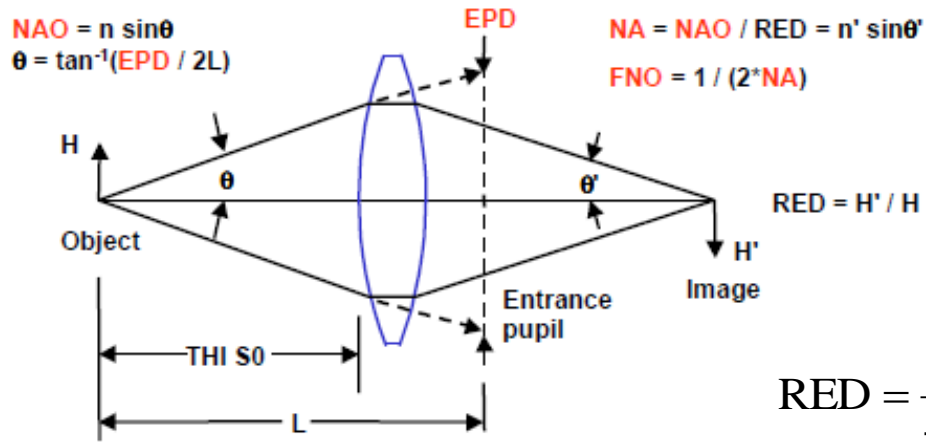 EPD
NAO = n sinθ
θ = tan⁻¹(EPD / 2L)
NA = NAO / RED = n' sinθ'
FNO = 1 / (2*NA)
H
θ
θ'
RED = H' / H
Object
H'
Image
Entrance
pupil
THI S0
L
RED =